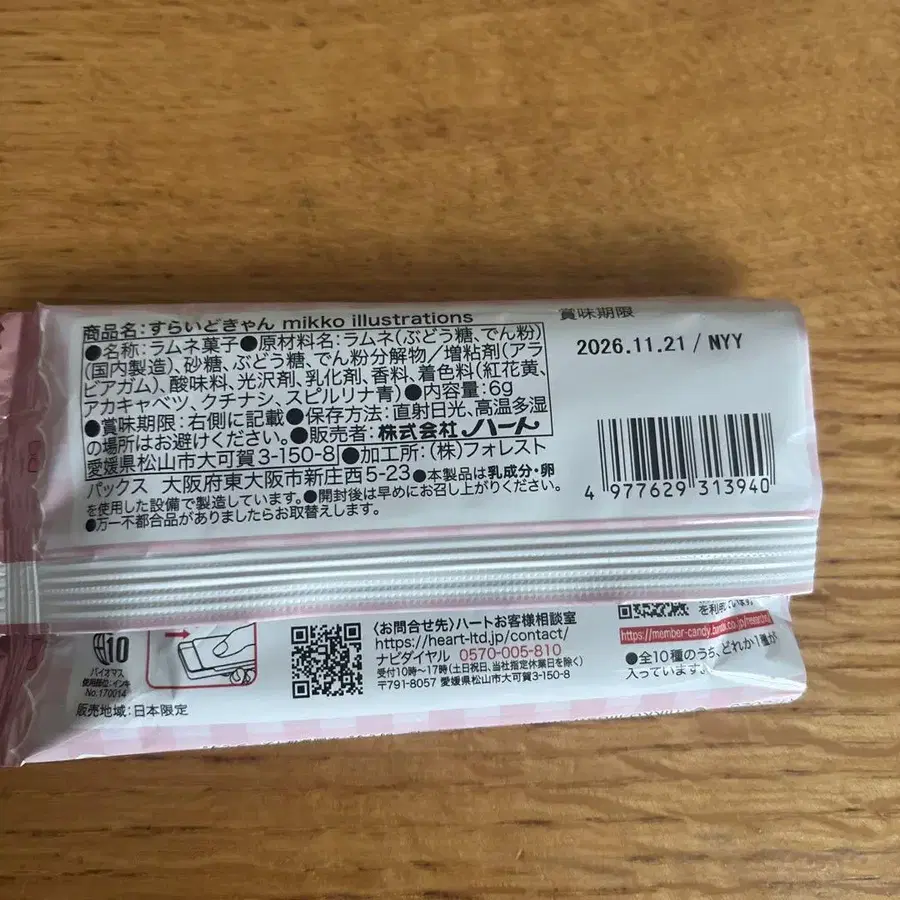 商品名:すらいどきゃん mikko illustrations
●名称:ラムネ菓子●原材料名:ラムネ(ぶどう糖、でん粉)
(国内製造)、砂糖、ぶどう糖、でん粉分解物/増粘剤(アラ
ビアガム)、酸味料、光沢剤、乳化剤、香料、着色料(紅花黄、
アカキャベツ、クチナシ、スピルリナ青)●内容量:6g
●賞味期限:右側に記載●保存方法:直射日光、高温多湿
の場所はお避けください。●販売者:株式会社ハート
愛媛県松山市大可賀3-150-8●加工所:(株)フォレスト
パックス 大阪府東大阪市新庄西5-23●本製品は乳成分・卵
を使用した設備で製造しています。●開封後は早めにお召し上がりください。
●万一不都合品がありましたらお取替えします。
賞味期限
2026.11.21 / NYY
4 977629 313940
10
バイオマス
使用部位:インキ
No.170014
販売地域:日本限定
〈お問合せ先〉ハートお客様相談室
https://heart-ltd.jp/contact/
ナビダイヤル 0570-005-810
受付10時〜17時(土日祝日、当社指定休業日を除く)
〒791-8057 愛媛県松山市大可賀3-150-8
●全10種のうち、どれか1種が
入っています。